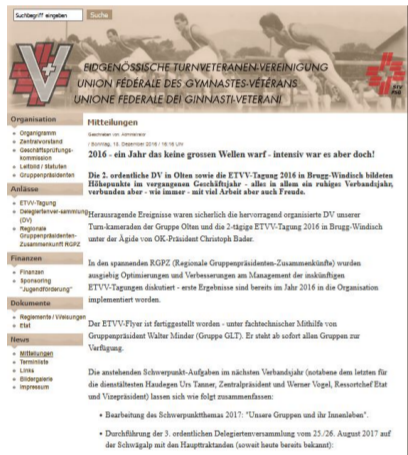 Suchbegriff eingeben
Suche
EIDGENÖSSISCHE TURNVETERANEN-VEREINIGUNG
UNION FÉDÉRALE DES GYMNASTES-VÉTÉRANS
UNIONE FEDERALE DEI GINNASTI-VETERANI
Organisation
Organigramm
Zentralvorstand
Geschäftsprüfungs-
kommission
Leitbild / Statuten
Gruppenpräsidenten
Anlässe
ETVV-Tagung
Delegiertenver-sammlung
(DV)
Regionale
Gruppenpräsidenten-
Zusammenkunft RGPZ
Finanzen
Finanzen
Sponsoring
"Jugendförderung"
Dokumente
Reglemente / Weisungen
Etat
News
Mitteilungen
Terminliste
Links
Bildergalerie
Impressum
Mitteilungen
Geschrieben von Administrator
/ Sonntag, 18. Dezember 2016 / 16:16 Uhr
2016 - ein Jahr das keine grossen Wellen warf - intensiv war es aber doch!
Die 2. ordentliche DV in Olten sowie die ETVV-Tagung 2016 in Brugg-Windisch bildeten
Höhepunkte im vergangenen Geschäftsjahr - alles in allem ein ruhiges Verbandsjahr,
verbunden aber - wie immer - mit viel Arbeit aber auch Freude.
Herausragende Ereignisse waren sicherlich die hervorragend organisierte DV unserer
Turn-kameraden der Gruppe Olten und die 2-tägige ETVV-Tagung 2016 in Brugg-Windisch
unter der Ägide von OK-Präsident Christoph Bader.
In den spannenden RGPZ (Regionale Gruppenpräsidenten-Zusammenkünfte) wurden
ausgiebig Optimierungen und Verbesserungen am Management der inskünftigen
ETVV-Tagungen diskutiert - erste Ergebnisse sind bereits im Jahr 2016 in die Organisation
implementiert worden.
Der ETVV-Flyer ist fertiggestellt worden - unter fachtechnischer Mithilfe von
Gruppenpräsident Walter Minder (Gruppe GLT). Er steht ab sofort allen Gruppen zur
Verfügung.
Die anstehenden Schwerpunkt-Aufgaben im nächsten Verbandsjahr (notabene dem letzten für
die dienstältesten Haudegen Urs Tanner, Zentralpräsident und Werner Vogel, Ressortchef Etat
und Vizepräsident) lassen sich wie folgt zusammenfassen:
Bearbeitung des Schwerpunktthemas 2017: "Unsere Gruppen und ihr Innenleben".
Durchführung der 3. ordentlichen Delegiertenversammlung vom 25./26. August 2017 auf
der Schwägalp mit den Haupttraktanden (soweit heute bereits bekannt):